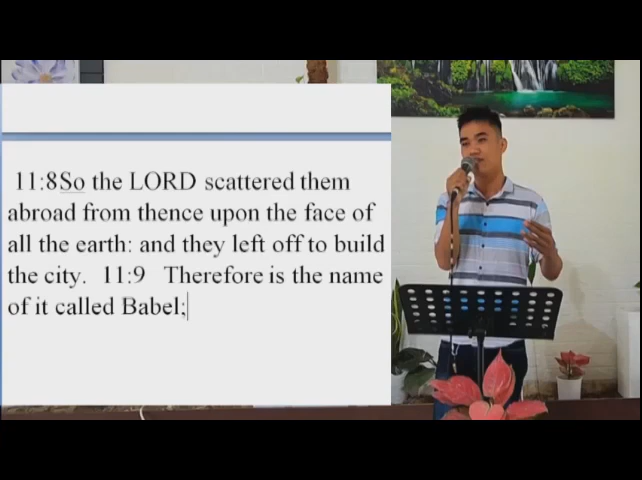 11:8So the LORD scattered them
abroad from thence upon the face of
all the earth: and they left off to build
the city. 11:9 Therefore is the name
of it called Babel;